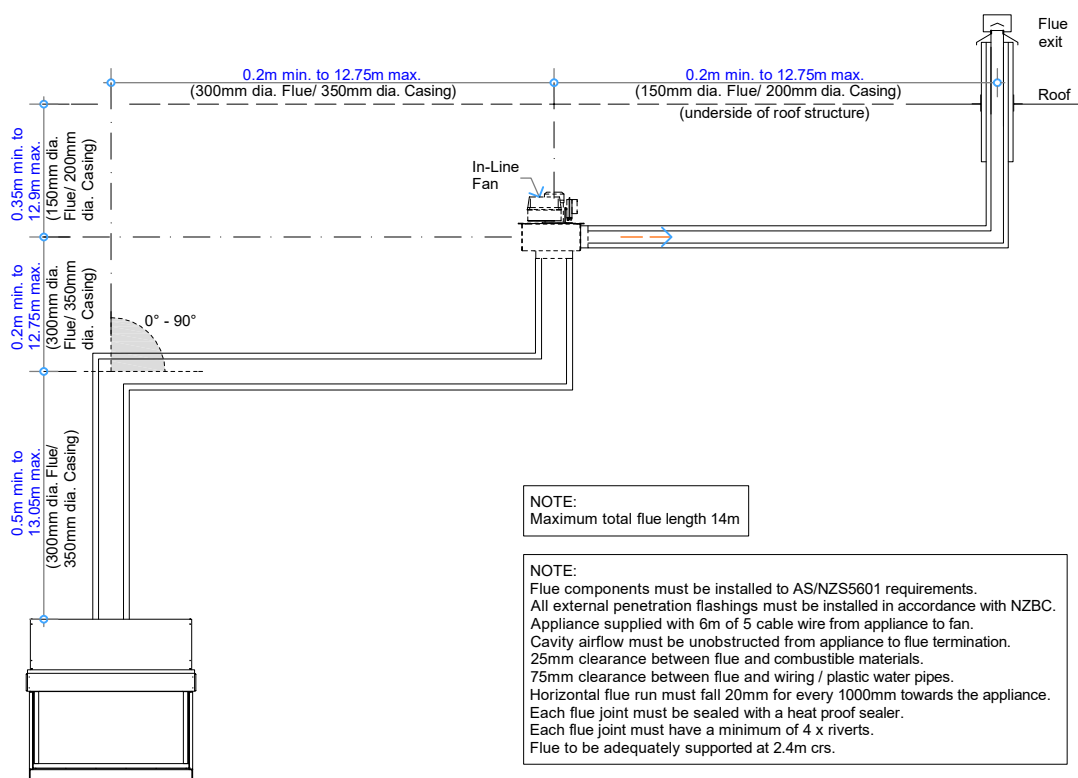 Flue
exit
0.2m min. to 12.75m max.
(300mm dia. Flue/ 350mm dia. Casing)
0.2m min. to 12.75m max.
(150mm dia. Flue/ 200mm dia. Casing)
(underside of roof structure)
Roof
0.35m min. to
12.9m max.
(150mm dia.
Flue/ 200mm
dia. Casing)
In-Line
Fan
0.2m min. to
12.75m max.
(300mm dia.
Flue/ 350mm
dia. Casing)
0° - 90°
0.5m min. to
13.05m max.
(300mm dia. Flue/
350mm dia. Casing)
NOTE:
Maximum total flue length 14m
NOTE:
Flue components must be installed to AS/NZS5601 requirements.
All external penetration flashings must be installed in accordance with NZBC.
Appliance supplied with 6m of 5 cable wire from appliance to fan.
Cavity airflow must be unobstructed from appliance to flue termination.
25mm clearance between flue and combustible materials.
75mm clearance between flue and wiring / plastic water pipes.
Horizontal flue run must fall 20mm for every 1000mm towards the appliance.
Each flue joint must be sealed with a heat proof sealer.
Each flue joint must have a minimum of 4 x riverts.
Flue to be adequately supported at 2.4m crs.